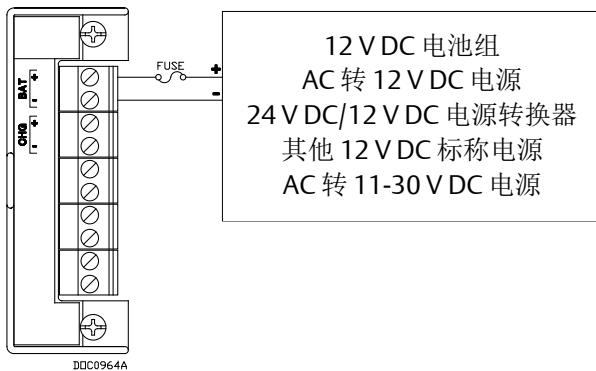 BAT + -
CHG + -
FUSE
+
-
12 V DC 电池组
AC 转 12 V DC 电源
24 V DC/12 V DC 电源转换器
其他 12 V DC 标称电源
AC 转 11-30 V DC 电源
DOC0964A